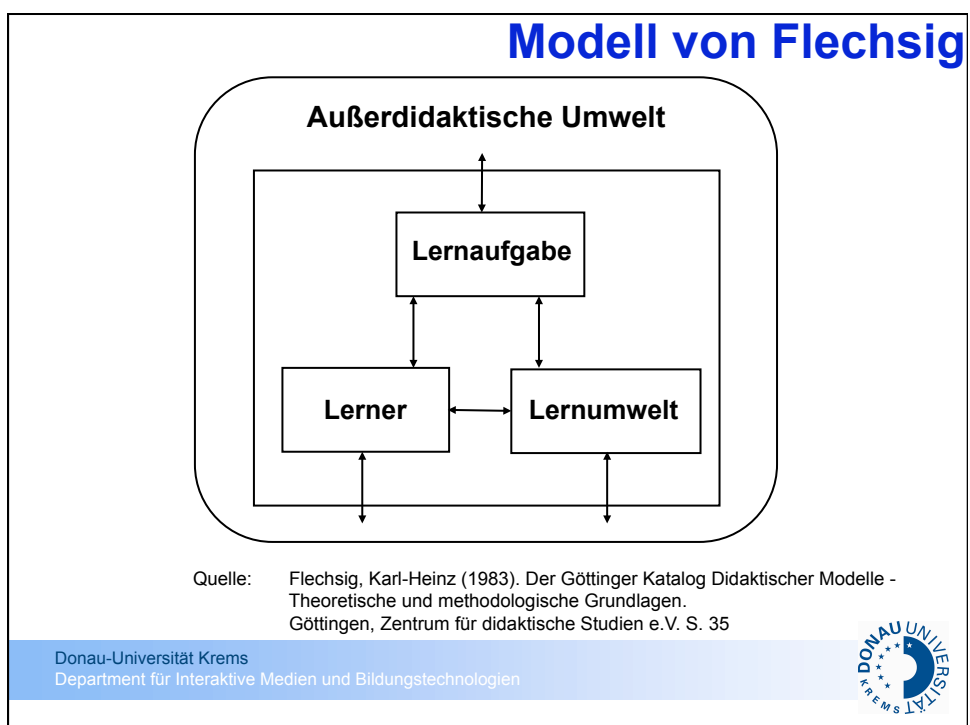 Modell von Flechsig
Außerdidaktische Umwelt
Lernaufgabe
Lerner
Lernumwelt
Quelle: Flechsig, Karl-Heinz (1983). Der Göttinger Katalog Didaktischer Modelle -
Theoretische und methodologische Grundlagen.
Göttingen, Zentrum für didaktische Studien e.V. S. 35
Donau-Universität Krems
Department für Interaktive Medien und Bildungstechnologien
DONAU UNIVERSITÄT KREMS